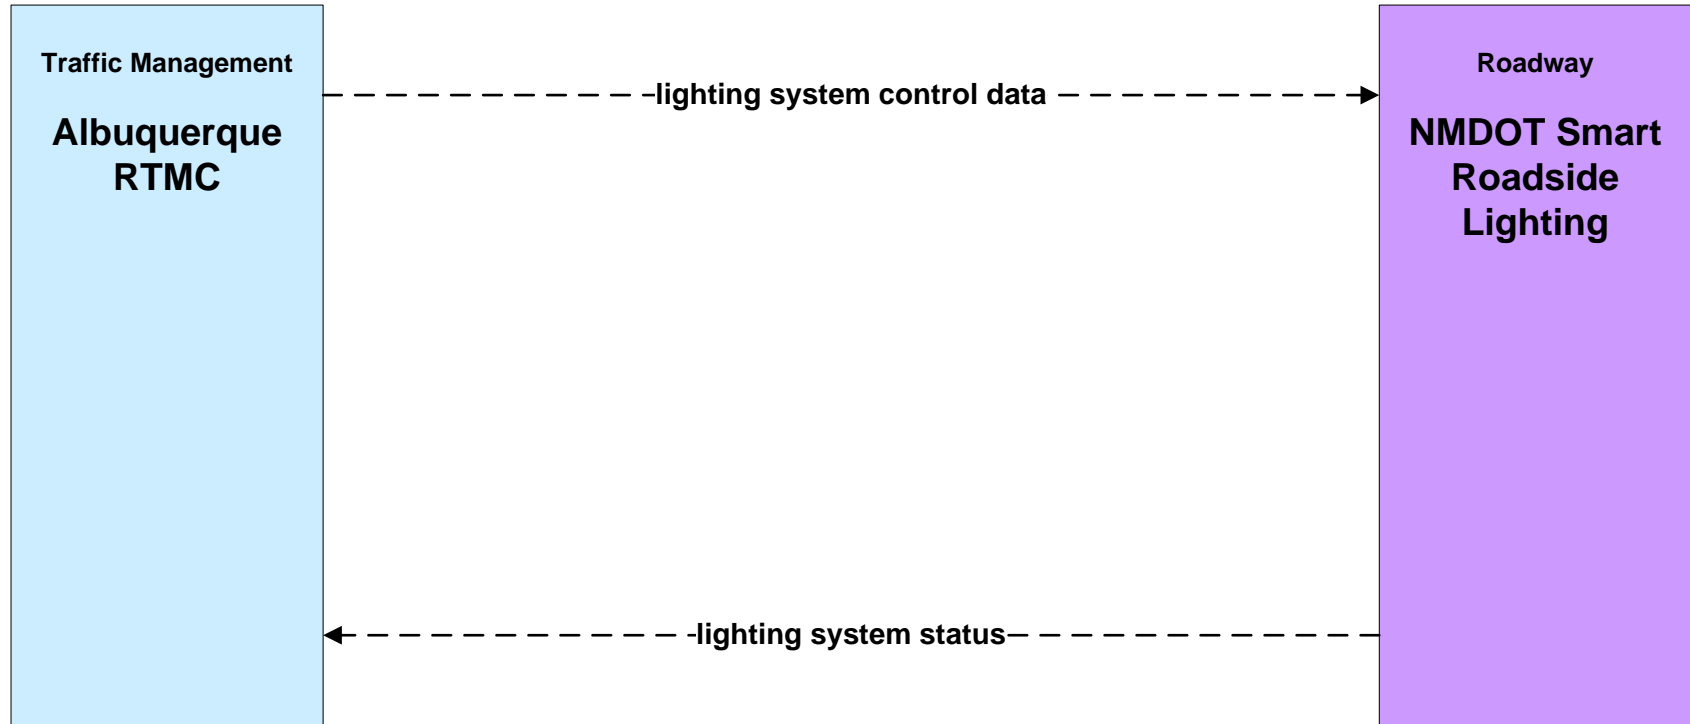 Traffic Management
Albuquerque
RTMC
lighting system control data
Roadway
NMDOT Smart
Roadside
Lighting
lighting system status